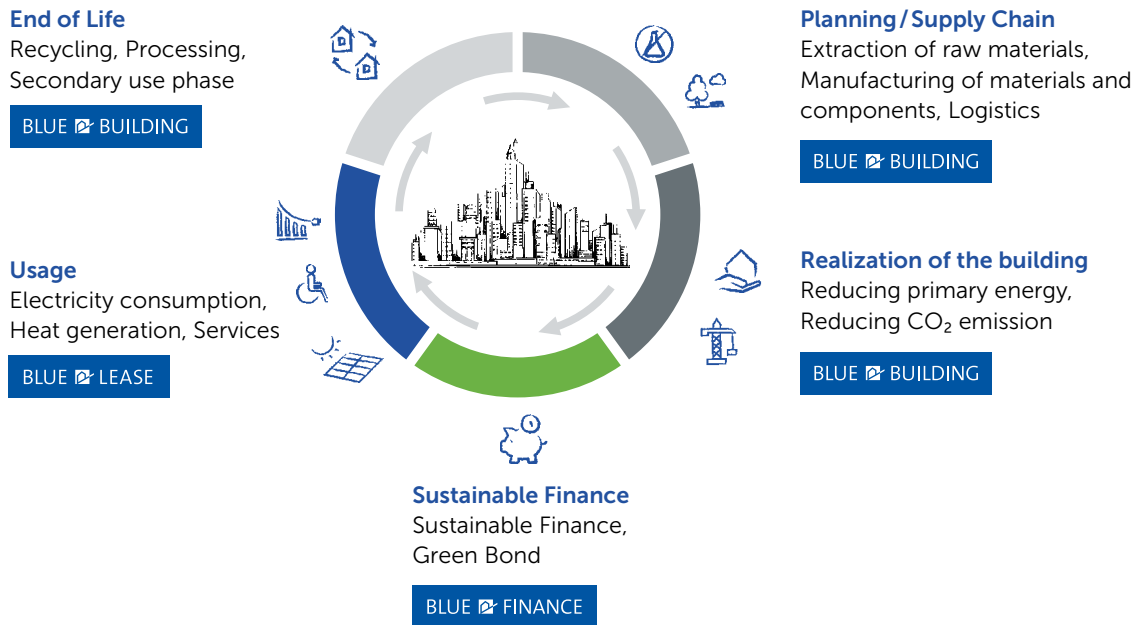 End of Life
Recycling, Processing,
Secondary use phase
BLUE BUILDING
Planning/Supply Chain
Extraction of raw materials,
Manufacturing of materials and
components, Logistics
BLUE BUILDING
Usage
Electricity consumption,
Heat generation, Services
BLUE LEASE
Realization of the building
Reducing primary energy,
Reducing CO₂ emission
BLUE BUILDING
Sustainable Finance
Sustainable Finance,
Green Bond
BLUE FINANCE